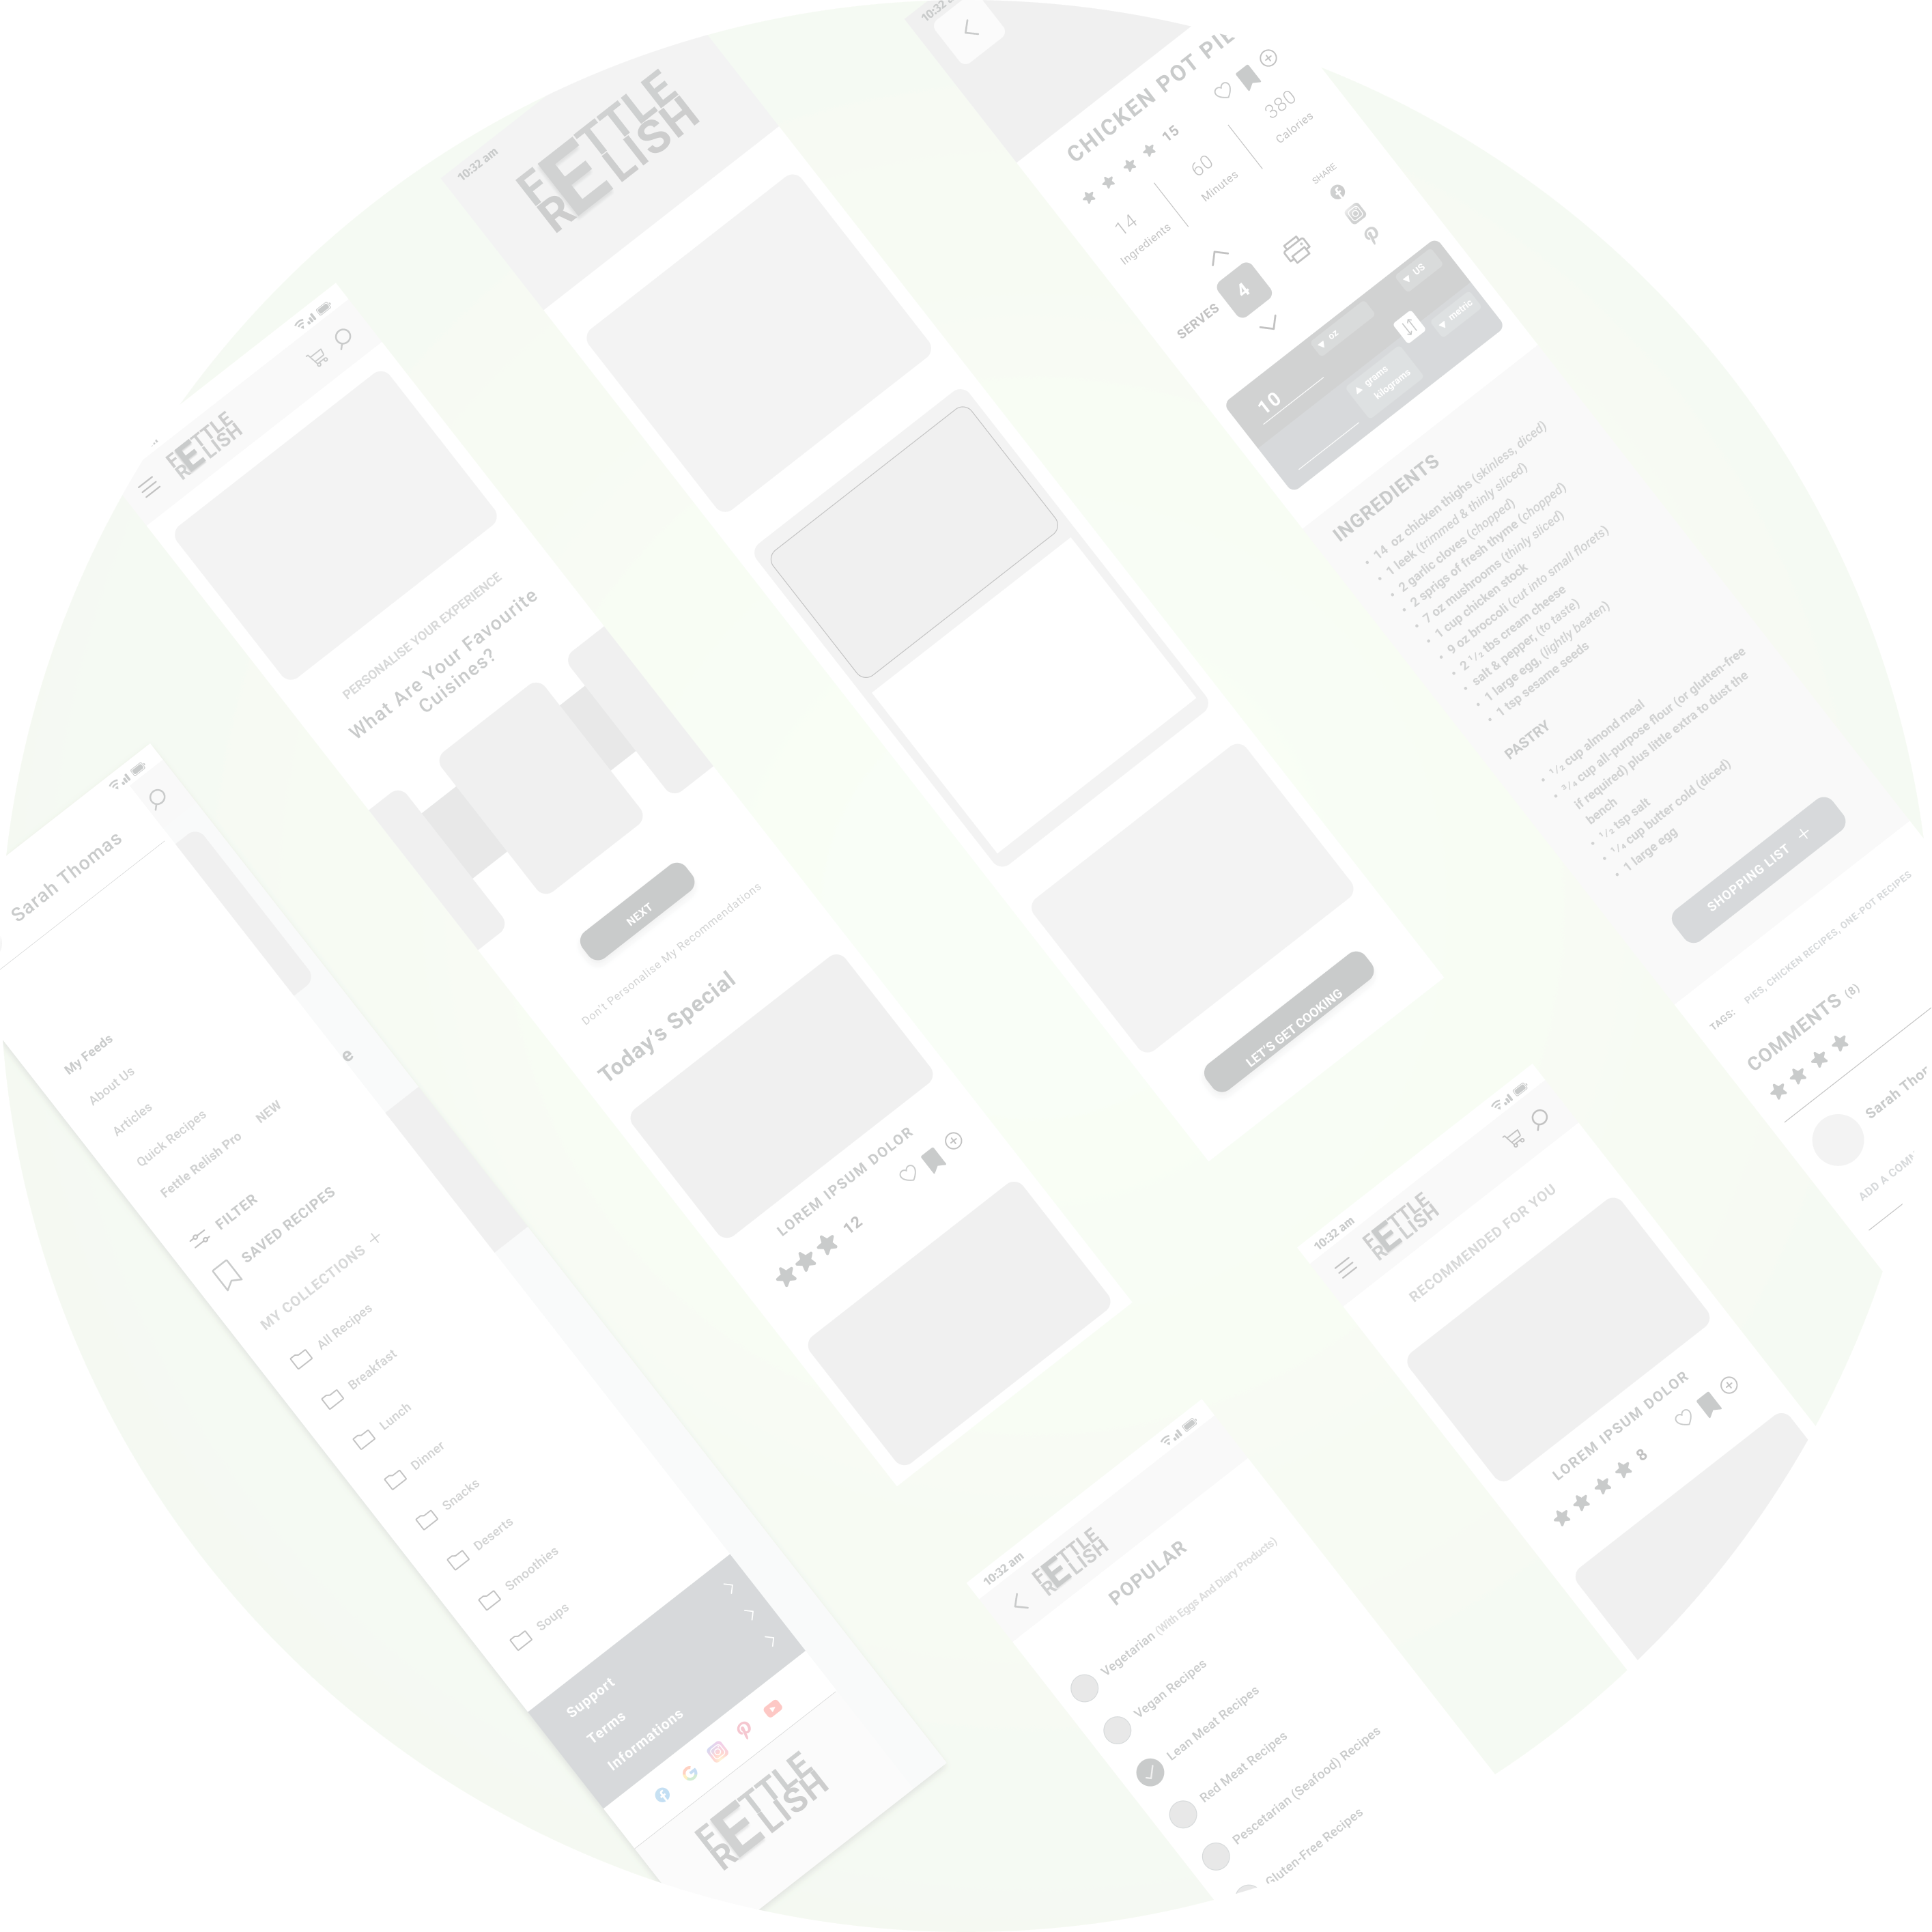 Sarah Thomas
My Feeds
About Us
Articles
Quick Recipes
Fettle Relish Pro NEW
FILTER
SAVED RECIPES
MY COLLECTIONS +
All Recipes
Breakfast
Lunch
Dinner
Snacks
Deserts
Smoothies
Soups
Support
Terms
Informations
FETTLE
RELISH
e
FETTLE
RELISH
PERSONALISE YOUR EXPERIENCE
What Are Your Favourite
Cuisines?
NEXT
Don't Personalise My Recommendations
Today's Special
LOREM IPSUM DOLOR
12
10:32 am
FETTLE
RELISH
LET'S GET COOKING
10:32
CHICKEN POT PIE
15
14
Ingredients
60
Minutes
380
Calories
SHARE
SERVES
4
oz
US
10
metric
grame
kilograms
INGREDIENTS
• 14 oz chicken thighs (skinless, diced)
• 1 leek (trimmed & thinly sliced)
• 2 garlic cloves (chopped)
• 2 sprigs of fresh thyme (chopped)
• 7 oz mushrooms (thinly sliced)
• 1 cup chicken stock
• 9 oz broccoli (cut into small florets)
• 2 ½ tbs cream cheese
• salt & pepper, (to taste)
• 1 large egg, (lightly beaten)
• 1 tsp sesame seeds
PASTRY
• ½ cup almond meal
• ¾ cup all-purpose flour (or glutten-free
if required) plus little extra to dust the
bench
• ½ tsp salt
• ¼ cup butter cold (diced)
• 1 large egg
SHOPPING LIST +
TAGS: PIES, CHICKEN RECIPES, ONE-POT RECIPES
COMMENTS (8)
Sarah Thor
ADD A COMM
10:32 am
FETTLE
RELISH
RECOMMENDED FOR YOU
LOREM IPSUM DOLOR
8
10:32 am
FETTLE
RELISH
POPULAR
Vegetarian (With Eggs And Diary Products)
Vegan Recipes
Lean Meat Recipes
Red Meat Recipes
Pescetarian (Seafood) Recipes
Gluten-Free Recipes